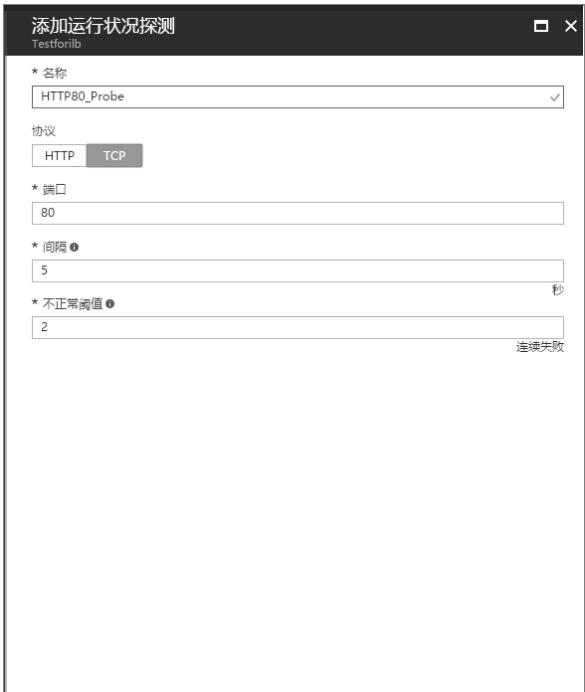 添加运行状况探测
Testforilb
* 名称
HTTP80_Probe
协议
HTTP TCP
* 端口
80
* 间隔
5
秒
* 不正常阈值
2
连续失败